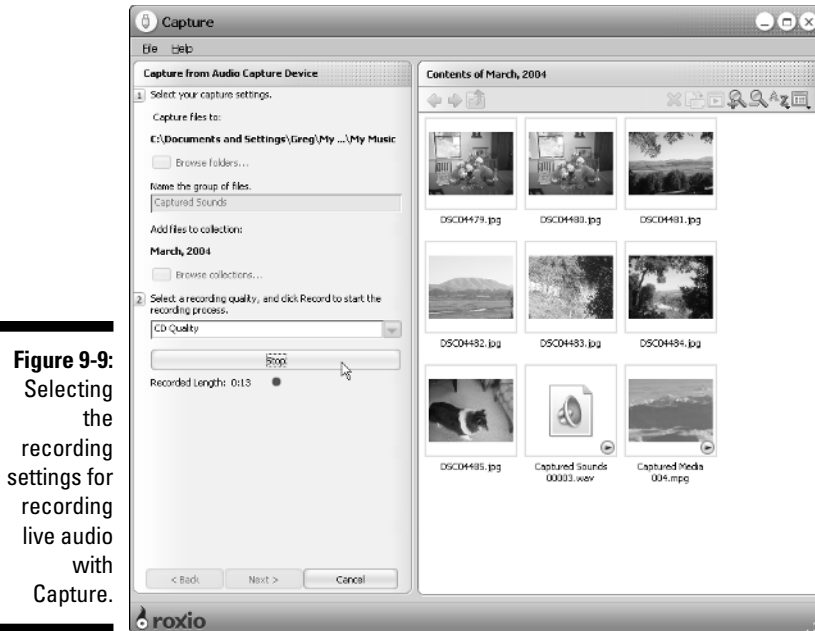 Capture
File Help
Capture from Audio Capture Device
1 Select your capture settings.
Capture files to:
C:\Documents and Settings\Greg\My ...\My Music
Browse folders...
Name the group of files.
Captured Sounds
Add files to collection:
March, 2004
Browse collections...
2 Select a recording quality, and click Record to start the
recording process.
CD Quality
Stop
Recorded Length: 0:13
< Back Next > Cancel
roxio
Contents of March, 2004
DSC04479.jpg DSC04480.jpg DSC04481.jpg
DSC04482.jpg DSC04483.jpg DSC04484.jpg
DSC04485.jpg Captured Sounds Captured Media
00003.wav 004.mpg
Figure 9-9:
Selecting
the
recording
settings for
recording
live audio
with
Capture.